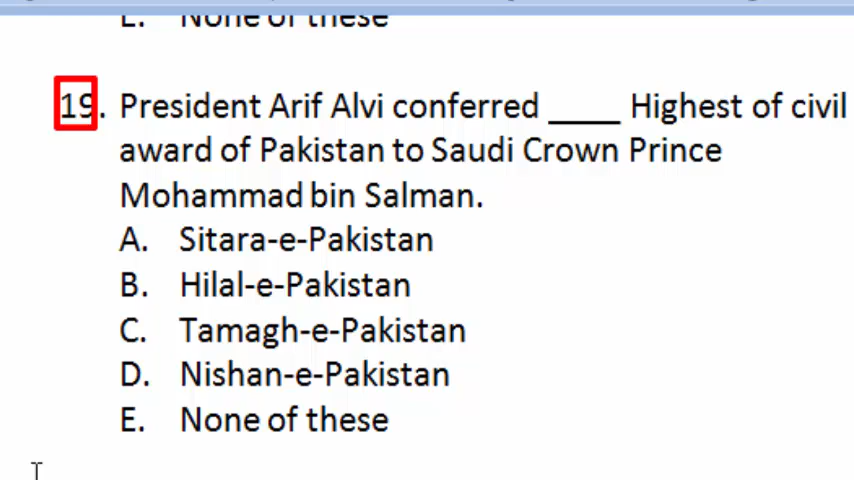 E. None of these
19. President Arif Alvi conferred ____ Highest of civil
award of Pakistan to Saudi Crown Prince
Mohammad bin Salman.
A. Sitara-e-Pakistan
B. Hilal-e-Pakistan
C. Tamagh-e-Pakistan
D. Nishan-e-Pakistan
E. None of these